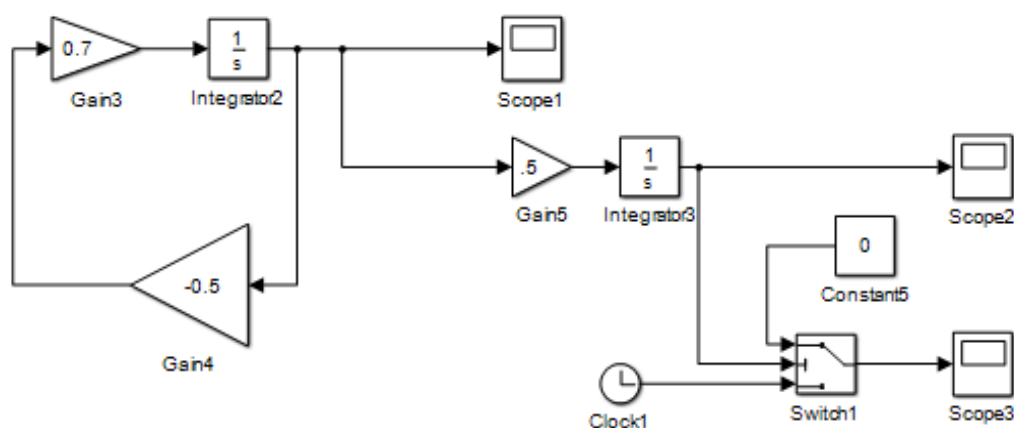 0.7
Gain3
1
s
Integrator2
Scope1
.5
Gain5
1
s
Integrator3
Scope2
-0.5
Gain4
0
Constant5
Clock1
Switch1
Scope3